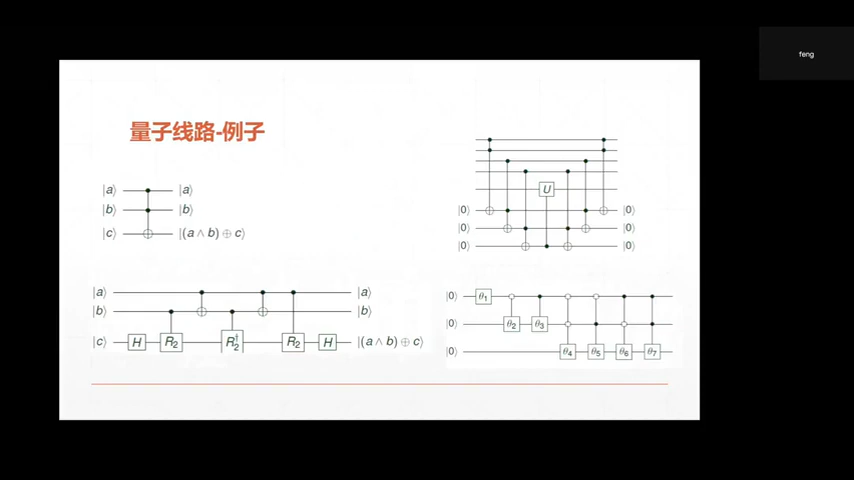 feng
量子线路-例子
|a⟩ |a⟩
|b⟩ |b⟩
|c⟩ |(a ∧ b) ⊕ c⟩
U
|0⟩ |0⟩
|0⟩ |0⟩
|0⟩ |0⟩
|a⟩ |a⟩
|b⟩ |b⟩
|c⟩ H R₂ R₂† R₂ H |(a ∧ b) ⊕ c⟩
|0⟩ θ₁
|0⟩ θ₂ θ₃
|0⟩ θ₄ θ₅ θ₆ θ₇